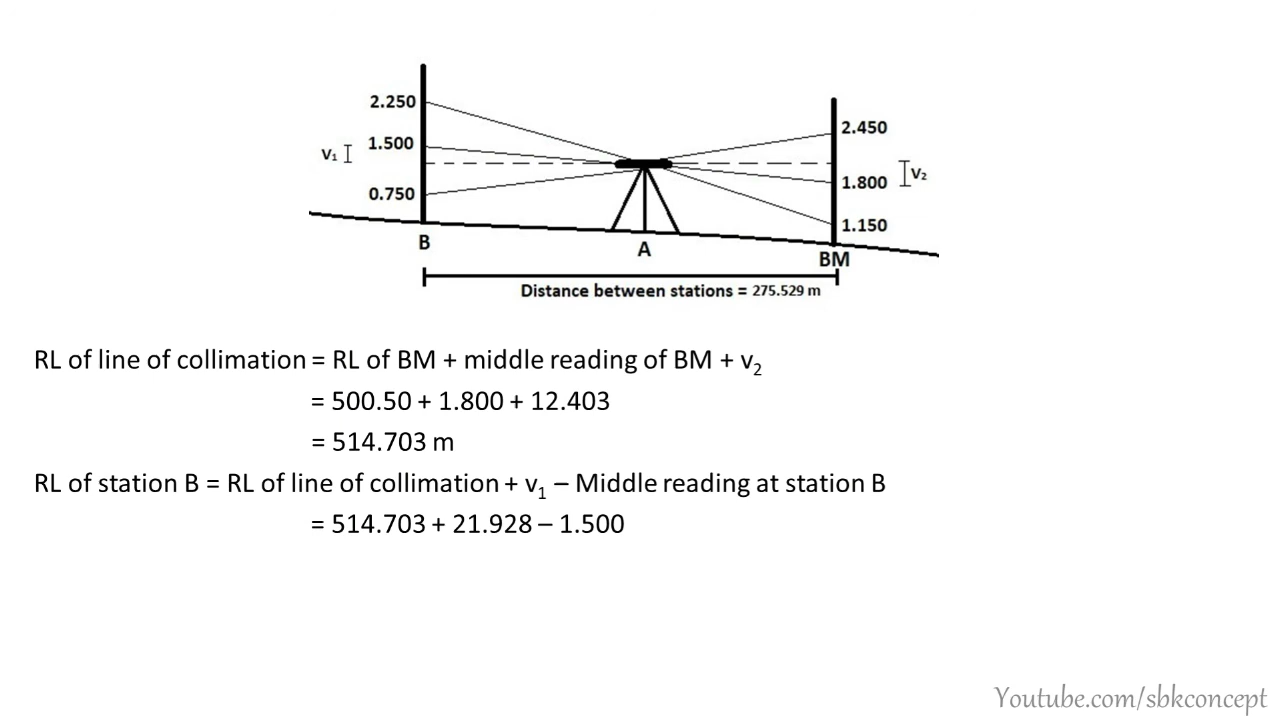 2.250
1.500
V₁
0.750
2.450
1.800
V₂
1.150
B
A
BM
Distance between stations = 275.529 m
RL of line of collimation = RL of BM + middle reading of BM + v₂
= 500.50 + 1.800 + 12.403
= 514.703 m
RL of station B = RL of line of collimation + v₁ – Middle reading at station B
= 514.703 + 21.928 – 1.500
Youtube.com/sbkconcept